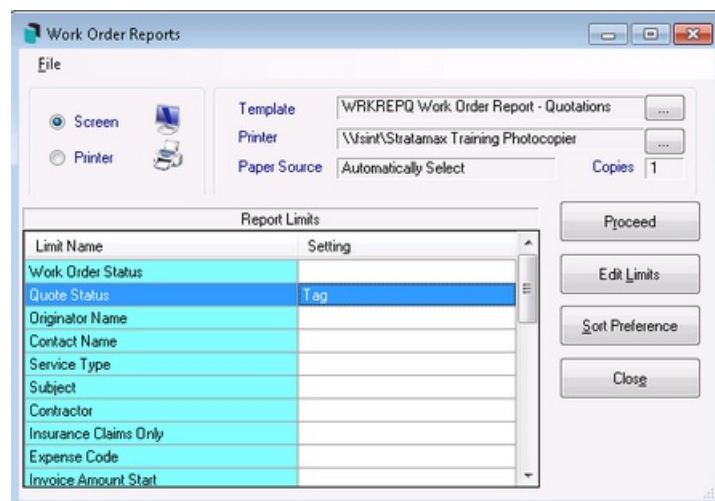 Work Order Reports
File
Screen
Printer
Template WRKREPQ Work Order Report - Quotations ...
Printer \\fsint\Stratamax Training Photocopier ...
Paper Source Automatically Select Copies 1
Report Limits
Limit Name Setting
Work Order Status
Quote Status Tag
Originator Name
Contact Name
Service Type
Subject
Contractor
Insurance Claims Only
Expense Code
Invoice Amount Start
Proceed
Edit Limits
Sort Preference
Close